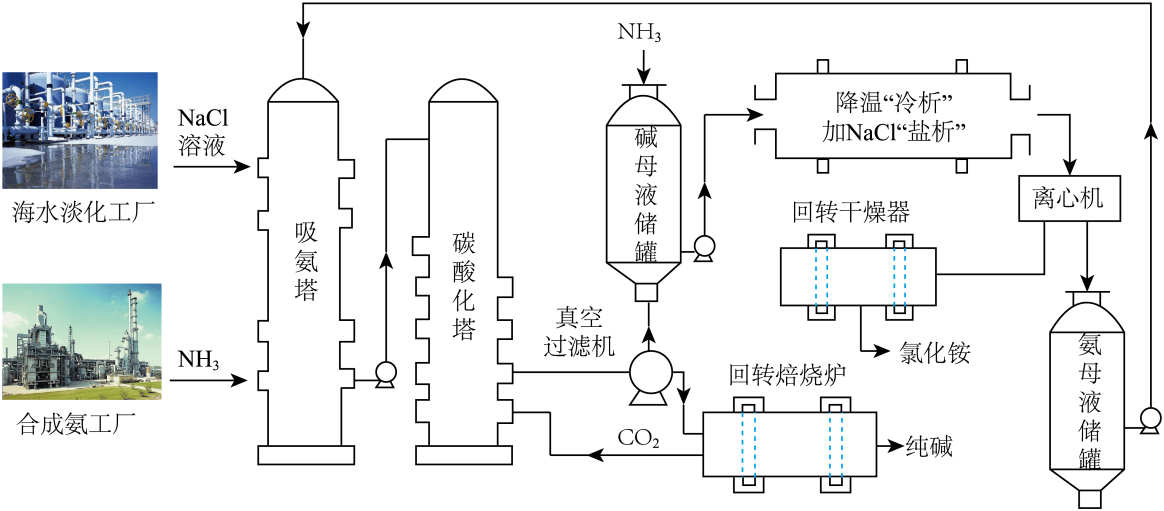 NH₃
NaCl
溶液
海水淡化工厂
NH₃
合成氨工厂
吸氨塔
碳酸化塔
真空
过滤机
CO₂
碱母液储罐
降温“冷析”
加NaCl“盐析”
离心机
回转干燥器
氯化铵
回转焙烧炉
纯碱
氨母液储罐